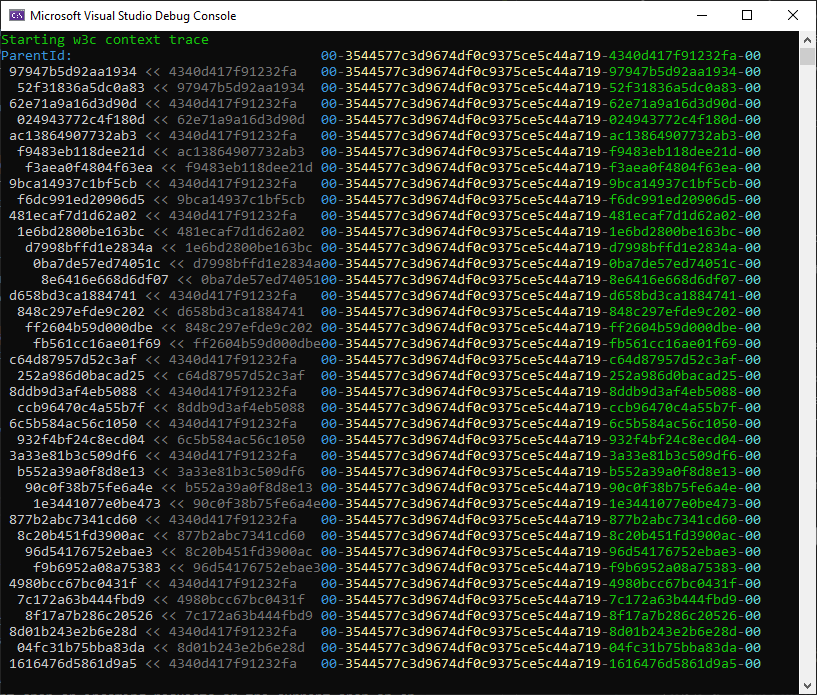 Microsoft Visual Studio Debug Console
Starting w3c context trace
ParentId: 00-3544577c3d9674df0c9375ce5c44a719-4340d417f91232fa-00
97947b5d92aa1934 << 4340d417f91232fa 00-3544577c3d9674df0c9375ce5c44a719-97947b5d92aa1934-00
52f31836a5dc0a83 << 97947b5d92aa1934 00-3544577c3d9674df0c9375ce5c44a719-52f31836a5dc0a83-00
62e71a9a16d3d90d << 4340d417f91232fa 00-3544577c3d9674df0c9375ce5c44a719-62e71a9a16d3d90d-00
024943772c4f180d << 62e71a9a16d3d90d 00-3544577c3d9674df0c9375ce5c44a719-024943772c4f180d-00
ac13864907732ab3 << 4340d417f91232fa 00-3544577c3d9674df0c9375ce5c44a719-ac13864907732ab3-00
f9483eb118dee21d << ac13864907732ab3 00-3544577c3d9674df0c9375ce5c44a719-f9483eb118dee21d-00
f3aea0f4804f63ea << f9483eb118dee21d 00-3544577c3d9674df0c9375ce5c44a719-f3aea0f4804f63ea-00
9bca14937c1bf5cb << 4340d417f91232fa 00-3544577c3d9674df0c9375ce5c44a719-9bca14937c1bf5cb-00
f6dc991ed20906d5 << 9bca14937c1bf5cb 00-3544577c3d9674df0c9375ce5c44a719-f6dc991ed20906d5-00
481ecaf7d1d62a02 << 4340d417f91232fa 00-3544577c3d9674df0c9375ce5c44a719-481ecaf7d1d62a02-00
1e6bd2800be163bc << 481ecaf7d1d62a02 00-3544577c3d9674df0c9375ce5c44a719-1e6bd2800be163bc-00
d7998bffd1e2834a << 1e6bd2800be163bc 00-3544577c3d9674df0c9375ce5c44a719-d7998bffd1e2834a-00
0ba7de57ed74051c << d7998bffd1e2834a00-3544577c3d9674df0c9375ce5c44a719-0ba7de57ed74051c-00
8e6416e668d6df07 << 0ba7de57ed7405100-3544577c3d9674df0c9375ce5c44a719-8e6416e668d6df07-00
d658bd3ca1884741 << 4340d417f91232fa 00-3544577c3d9674df0c9375ce5c44a719-d658bd3ca1884741-00
848c297efde9c202 << d658bd3ca1884741 00-3544577c3d9674df0c9375ce5c44a719-848c297efde9c202-00
ff2604b59d000dbe << 848c297efde9c202 00-3544577c3d9674df0c9375ce5c44a719-ff2604b59d000dbe-00
fb561cc16ae01f69 << ff2604b59d000dbe00-3544577c3d9674df0c9375ce5c44a719-fb561cc16ae01f69-00
c64d87957d52c3af << 4340d417f91232fa 00-3544577c3d9674df0c9375ce5c44a719-c64d87957d52c3af-00
252a986d0bacad25 << c64d87957d52c3af 00-3544577c3d9674df0c9375ce5c44a719-252a986d0bacad25-00
8ddb9d3af4eb5088 << 4340d417f91232fa 00-3544577c3d9674df0c9375ce5c44a719-8ddb9d3af4eb5088-00
ccb96470c4a55b7f << 8ddb9d3af4eb5088 00-3544577c3d9674df0c9375ce5c44a719-ccb96470c4a55b7f-00
6c5b584ac56c1050 << 4340d417f91232fa 00-3544577c3d9674df0c9375ce5c44a719-6c5b584ac56c1050-00
932f4bf24c8ecd04 << 6c5b584ac56c1050 00-3544577c3d9674df0c9375ce5c44a719-932f4bf24c8ecd04-00
3a33e81b3c509df6 << 4340d417f91232fa 00-3544577c3d9674df0c9375ce5c44a719-3a33e81b3c509df6-00
b552a39a0f8d8e13 << 3a33e81b3c509df6 00-3544577c3d9674df0c9375ce5c44a719-b552a39a0f8d8e13-00
90c0f38b75fe6a4e << b552a39a0f8d8e13 00-3544577c3d9674df0c9375ce5c44a719-90c0f38b75fe6a4e-00
1e3441077e0be473 << 90c0f38b75fe6a4e00-3544577c3d9674df0c9375ce5c44a719-1e3441077e0be473-00
877b2abc7341cd60 << 4340d417f91232fa 00-3544577c3d9674df0c9375ce5c44a719-877b2abc7341cd60-00
8c20b451fd3900ac << 877b2abc7341cd60 00-3544577c3d9674df0c9375ce5c44a719-8c20b451fd3900ac-00
96d54176752ebae3 << 8c20b451fd3900ac 00-3544577c3d9674df0c9375ce5c44a719-96d54176752ebae3-00
f9b6952a08a75383 << 96d54176752ebae300-3544577c3d9674df0c9375ce5c44a719-f9b6952a08a75383-00
4980bcc67bc0431f << 4340d417f91232fa 00-3544577c3d9674df0c9375ce5c44a719-4980bcc67bc0431f-00
7c172a63b444fbd9 << 4980bcc67bc0431f 00-3544577c3d9674df0c9375ce5c44a719-7c172a63b444fbd9-00
8f17a7b286c20526 << 7c172a63b444fbd9 00-3544577c3d9674df0c9375ce5c44a719-8f17a7b286c20526-00
8d01b243e2b6e28d << 4340d417f91232fa 00-3544577c3d9674df0c9375ce5c44a719-8d01b243e2b6e28d-00
04fc31b75bba83da << 8d01b243e2b6e28d 00-3544577c3d9674df0c9375ce5c44a719-04fc31b75bba83da-00
1616476d5861d9a5 << 4340d417f91232fa 00-3544577c3d9674df0c9375ce5c44a719-1616476d5861d9a5-00